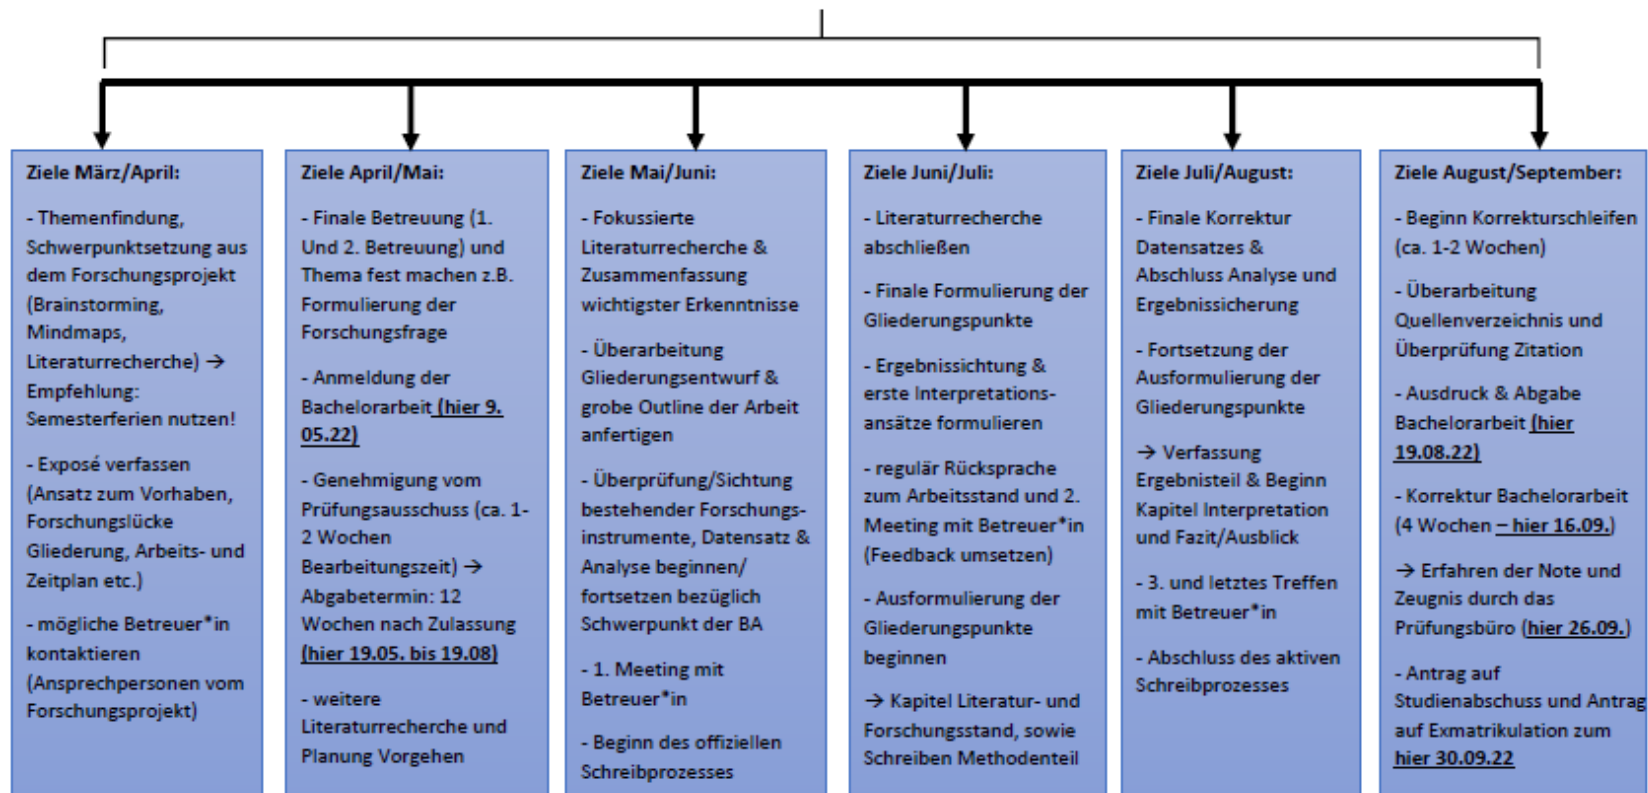 Ziele März/April:
- Themenfindung,
Schwerpunktsetzung aus
dem Forschungsprojekt
(Brainstorming,
Mindmaps,
Literaturrecherche) →
Empfehlung:
Semesterferien nutzen!
- Exposé verfassen
(Ansatz zum Vorhaben,
Forschungslücke
Gliederung, Arbeits- und
Zeitplan etc.)
- mögliche Betreuer*in
kontaktieren
(Ansprechpersonen vom
Forschungsprojekt)
Ziele April/Mai:
- Finale Betreuung (1.
Und 2. Betreuung) und
Thema fest machen z.B.
Formulierung der
Forschungsfrage
- Anmeldung der
Bachelorarbeit (hier 9.
05.22)
- Genehmigung vom
Prüfungsausschuss (ca. 1-
2 Wochen
Bearbeitungszeit) →
Abgabetermin: 12
Wochen nach Zulassung
(hier 19.05. bis 19.08)
- weitere
Literaturrecherche und
Planung Vorgehen
Ziele Mai/Juni:
- Fokussierte
Literaturrecherche &
Zusammenfassung
wichtigster Erkenntnisse
- Überarbeitung
Gliederungsentwurf &
grobe Outline der Arbeit
anfertigen
- Überprüfung/Sichtung
bestehender Forschungs-
instrumente, Datensatz &
Analyse beginnen/
fortsetzen bezüglich
Schwerpunkt der BA
- 1. Meeting mit
Betreuer*in
- Beginn des offiziellen
Schreibprozesses
Ziele Juni/Juli:
- Literaturrecherche
abschließen
- Finale Formulierung der
Gliederungspunkte
- Ergebnissichtung &
erste Interpretations-
ansätze formulieren
- regulär Rücksprache
zum Arbeitsstand und 2.
Meeting mit Betreuer*in
(Feedback umsetzen)
- Ausformulierung der
Gliederungspunkte
beginnen
→ Kapitel Literatur- und
Forschungsstand, sowie
Schreiben Methodenteil
Ziele Juli/August:
- Finale Korrektur
Datensatzes &
Abschluss Analyse und
Ergebnissicherung
- Fortsetzung der
Ausformulierung der
Gliederungspunkte
→ Verfassung
Ergebnisteil & Beginn
Kapitel Interpretation
und Fazit/Ausblick
- 3. und letztes Treffen
mit Betreuer*in
- Abschluss des aktiven
Schreibprozesses
Ziele August/September:
- Beginn Korrekturschleifen
(ca. 1-2 Wochen)
- Überarbeitung
Quellenverzeichnis und
Überprüfung Zitation
- Ausdruck & Abgabe
Bachelorarbeit (hier
19.08.22)
- Korrektur Bachelorarbeit
(4 Wochen – hier 16.09.)
→ Erfahren der Note und
Zeugnis durch das
Prüfungsbüro (hier 26.09.)
- Antrag auf
Studienabschuss und Antrag
auf Exmatrikulation zum
hier 30.09.22